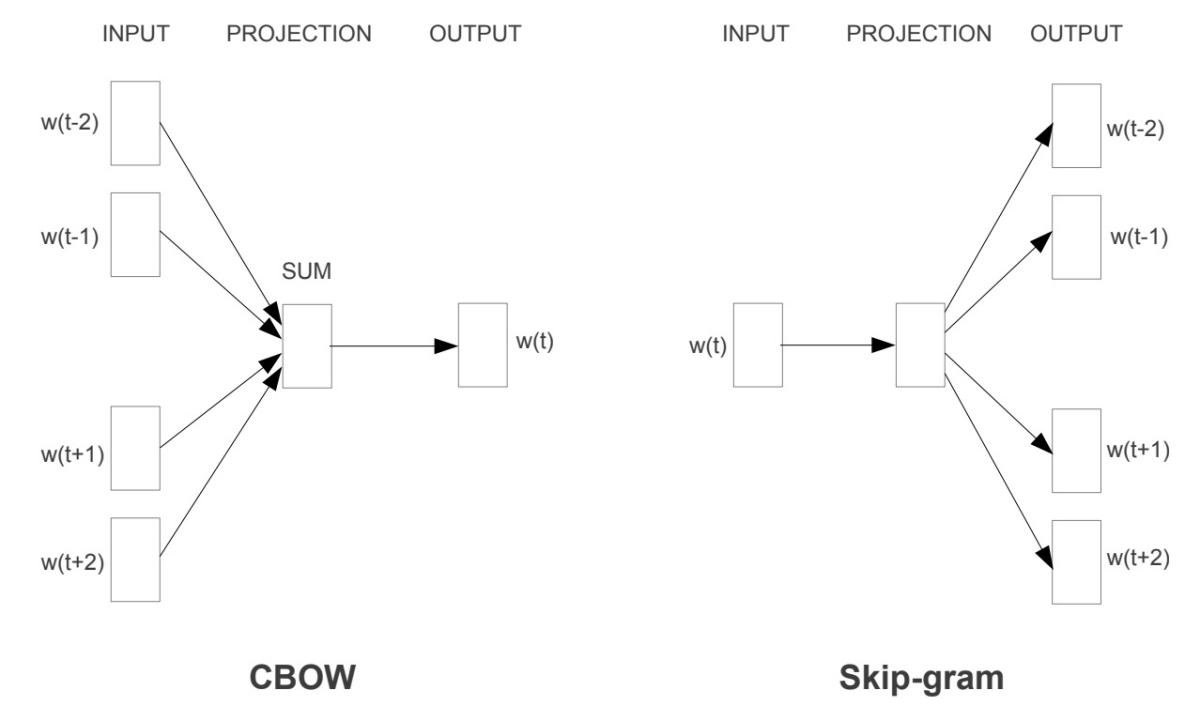 INPUT PROJECTION OUTPUT
w(t-2)
w(t-1)
SUM
w(t)
w(t+1)
w(t+2)
CBOW
INPUT PROJECTION OUTPUT
w(t-2)
w(t-1)
w(t)
w(t+1)
w(t+2)
Skip-gram